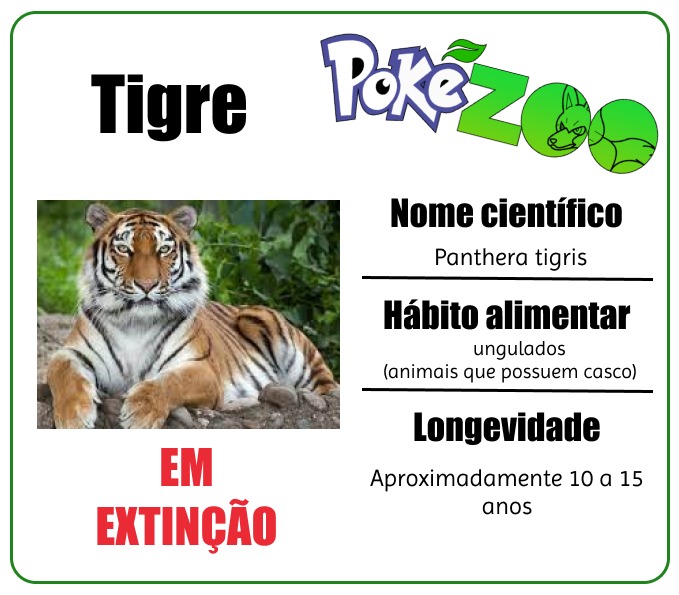 Tigre
PoKéZOO
Nome científico
Panthera tigris
Hábito alimentar
ungulados
(animais que possuem casco)
Longevidade
Aproximadamente 10 a 15
anos
EM
EXTINÇÃO